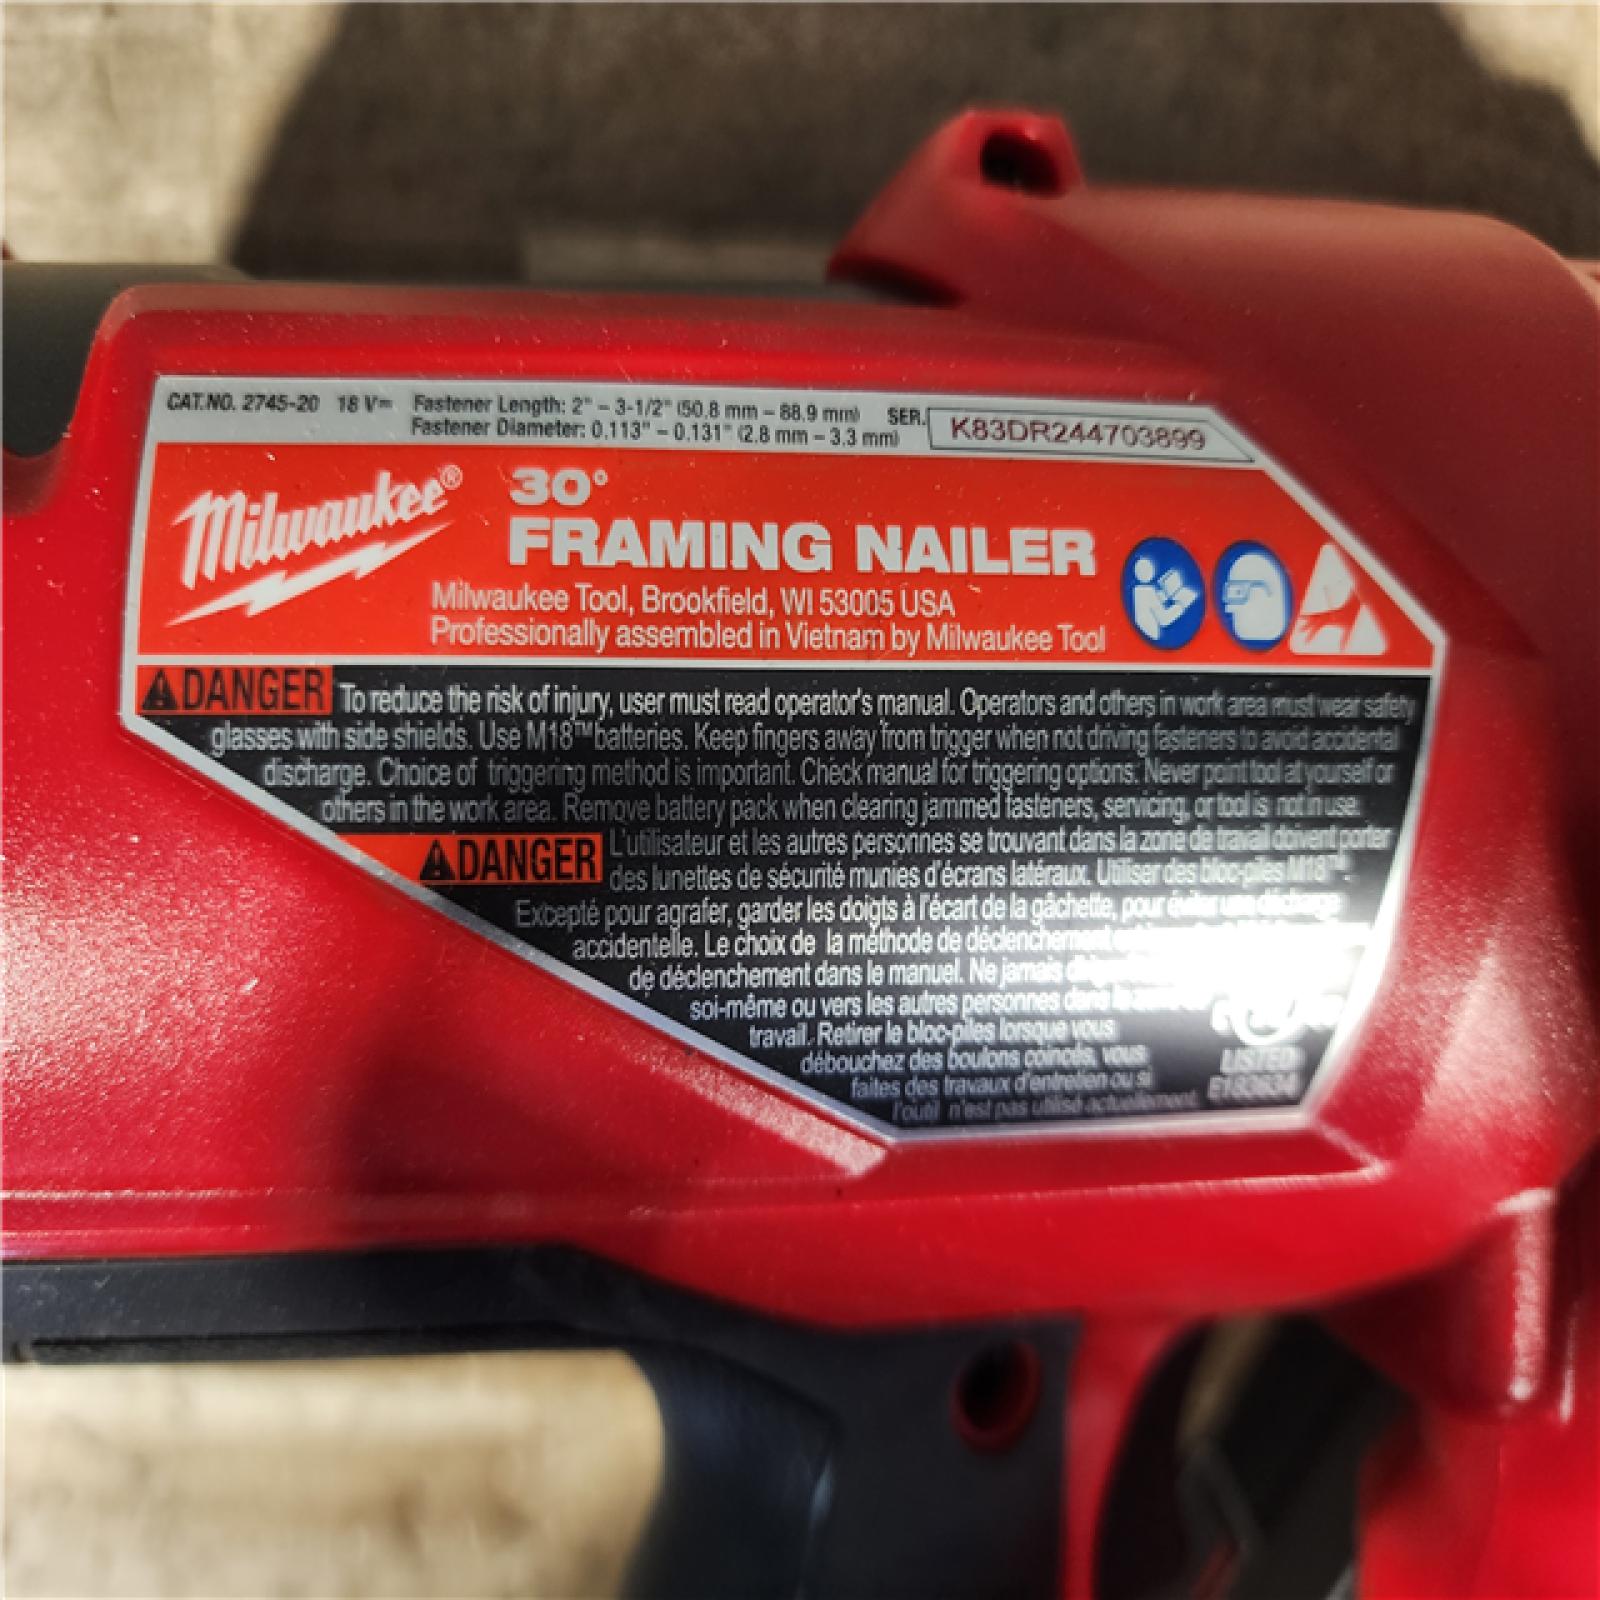 CAT.NO. 2745-20 18 V⎓ Fastener Length: 2" – 3-1/2" (50,8 mm – 88,9 mm) SER. K83DR244703899
Fastener Diameter: 0,113" – 0,131" (2,8 mm – 3,3 mm)
Milwaukee®
30°
FRAMING NAILER
Milwaukee Tool, Brookfield, WI 53005 USA
Professionally assembled in Vietnam by Milwaukee Tool
DANGER To reduce the risk of injury, user must read operator's manual. Operators and others in work area must wear safety
glasses with side shields. Use M18™ batteries. Keep fingers away from trigger when not driving fasteners to avoid accidental
discharge. Choice of triggering method is important. Check manual for triggering options. Never point tool at yourself or
others in the work area. Remove battery pack when clearing jammed fasteners, servicing, or tool is not in use.
DANGER L'utilisateur et les autres personnes se trouvant dans la zone de travail doivent porter
des lunettes de sécurité munies d'écrans latéraux. Utiliser des bloc-piles M18™.
Excepté pour agrafer, garder les doigts à l'écart de la gâchette, pour éviter une décharge
accidentelle. Le choix de la méthode de déclenchement
de déclenchement dans le manuel. Ne jamais
soi-même ou vers les autres personnes dans
travail. Retirer le bloc-piles lorsque vous
débouchez des boulons coincés, vous
faites des travaux d'entretien ou si
l'outil n'est pas utilisé actuellement.
LISTED
E183634